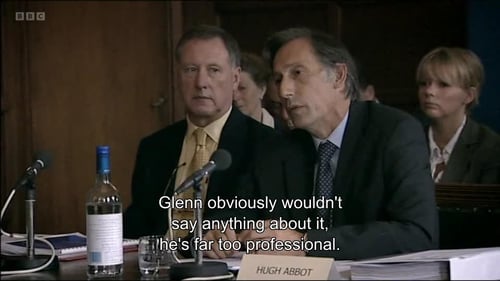 BBC
Glenn obviously wouldn't
say anything about it,
he's far too professional.
HUGH ABBOT